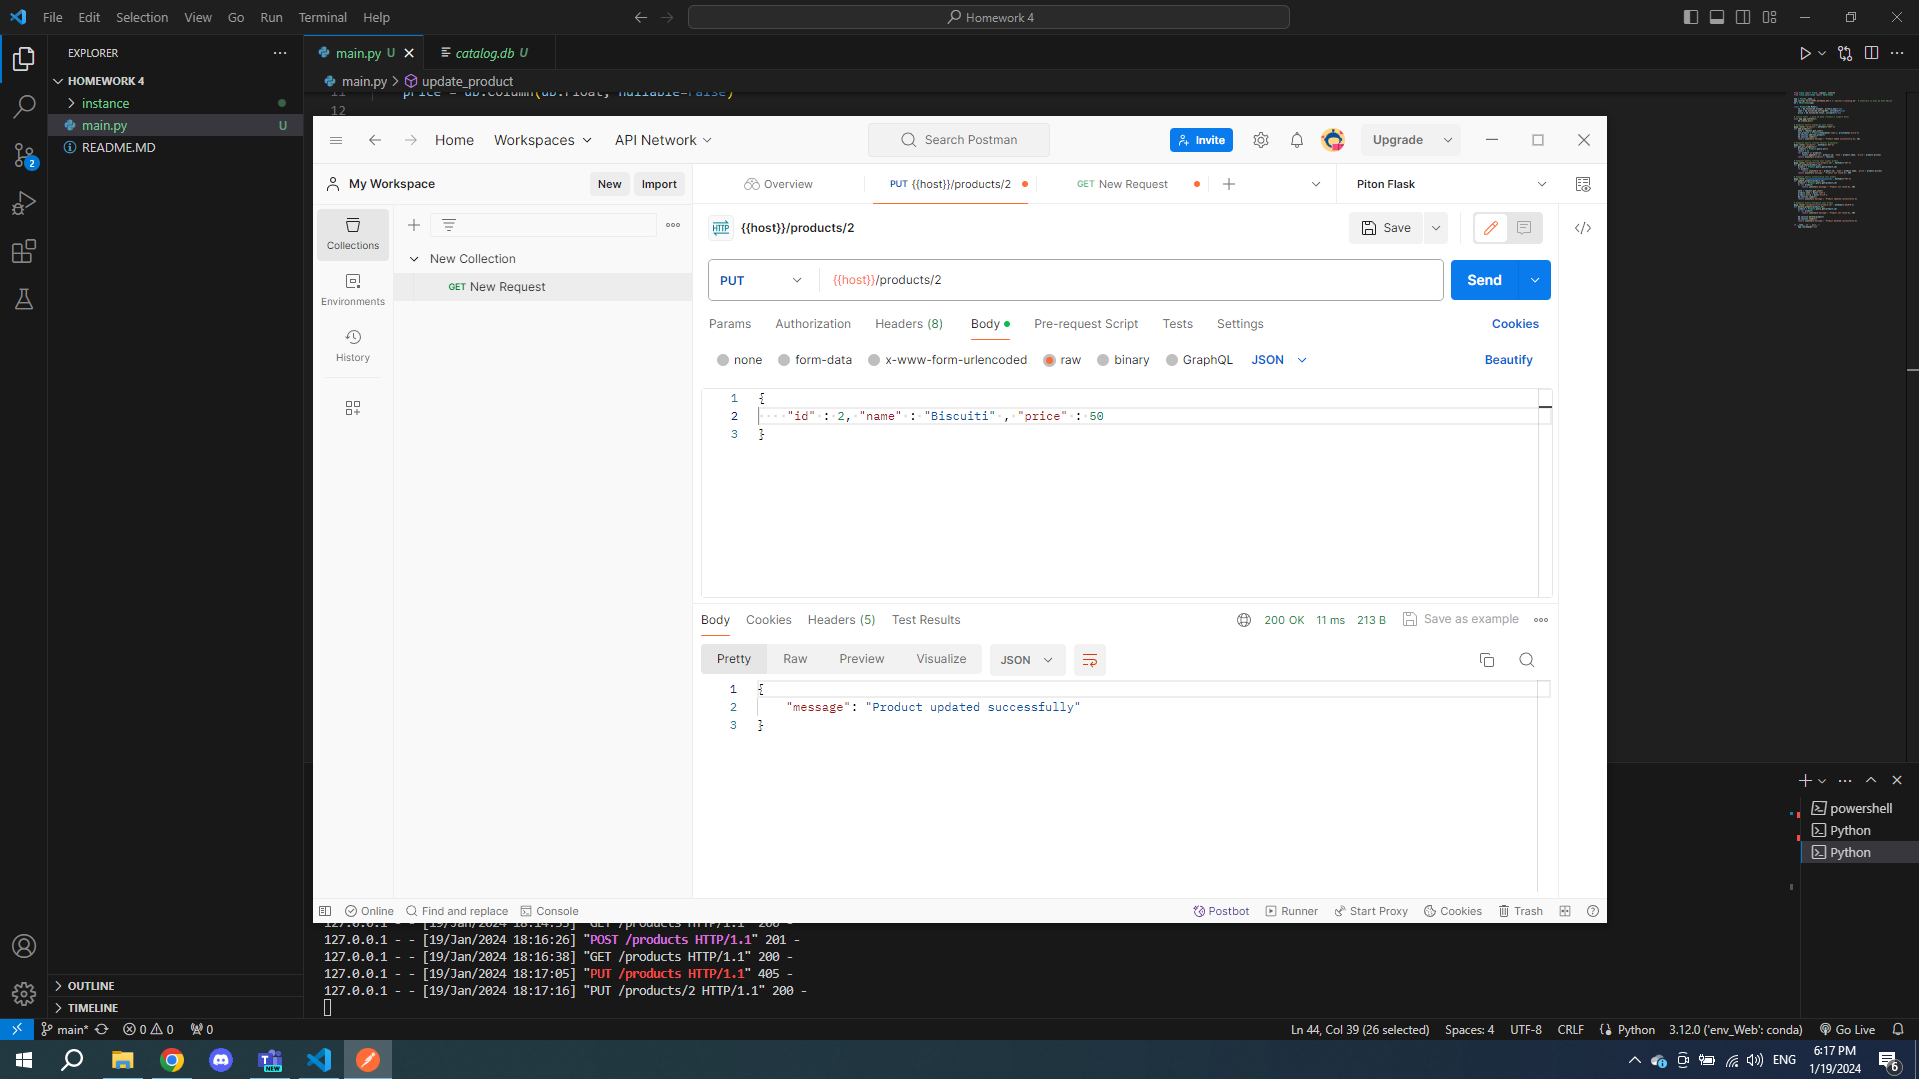 File Edit Selection View Go Run Terminal Help
Homework 4
EXPLORER
HOMEWORK 4
instance
main.py U
README.MD
main.py U
catalog.db U
main.py > update_product
11 price = db.Column(db.Float, nullable=False)
12
Home Workspaces API Network
Search Postman
Invite
Upgrade
My Workspace
New Import
Overview
PUT {{host}}/products/2
GET New Request
Piton Flask
Collections
Environments
History
New Collection
GET New Request
HTTP {{host}}/products/2
Save
PUT {{host}}/products/2
Send
Params Authorization Headers (8) Body Pre-request Script Tests Settings Cookies
none form-data x-www-form-urlencoded raw binary GraphQL JSON Beautify
1 {
2 "id" : 2, "name" : "Biscuiti" , "price" : 50
3 }
Body Cookies Headers (5) Test Results
200 OK 11 ms 213 B Save as example
Pretty Raw Preview Visualize JSON
1 {
2 "message": "Product updated successfully"
3 }
Online Find and replace Console
Postbot Runner Start Proxy Cookies Trash
powershell
Python
Python
127.0.0.1 - - [19/Jan/2024 18:14:55] "GET /products HTTP/1.1" 200 -
127.0.0.1 - - [19/Jan/2024 18:16:26] "POST /products HTTP/1.1" 201 -
127.0.0.1 - - [19/Jan/2024 18:16:38] "GET /products HTTP/1.1" 200 -
127.0.0.1 - - [19/Jan/2024 18:17:05] "PUT /products HTTP/1.1" 405 -
127.0.0.1 - - [19/Jan/2024 18:17:16] "PUT /products/2 HTTP/1.1" 200 -
OUTLINE
TIMELINE
main* 0 0 0
Ln 44, Col 39 (26 selected) Spaces: 4 UTF-8 CRLF Python 3.12.0 ('env_Web': conda) Go Live
NEW
ENG
6:17 PM
1/19/2024
6